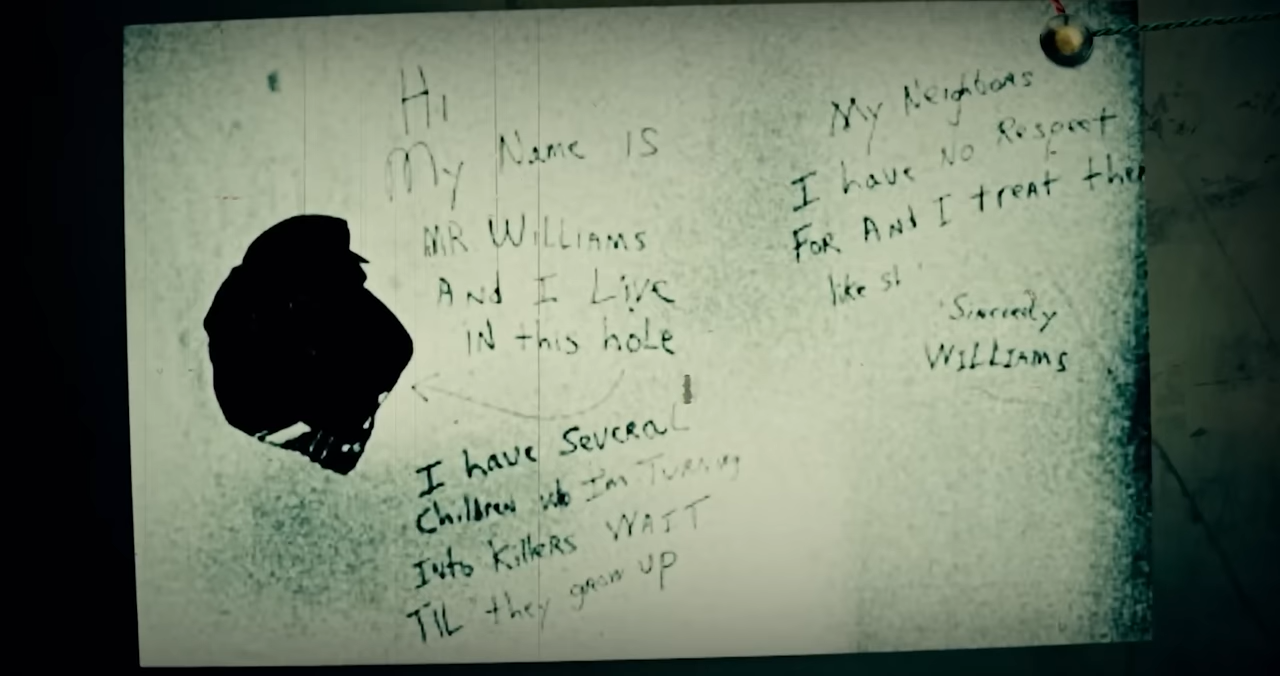 Hi
My Name IS
MR WiLLiAMS
ANd I Live
IN this hoLe
I have SeveRaL
ChildreN who I'm TuRNiNg
INto KilleRS WAIT
TIL they grow up
My Neighbors
I have No Respect
FoR ANd I treat them
like sh
Sincerely
WiLLiAMS